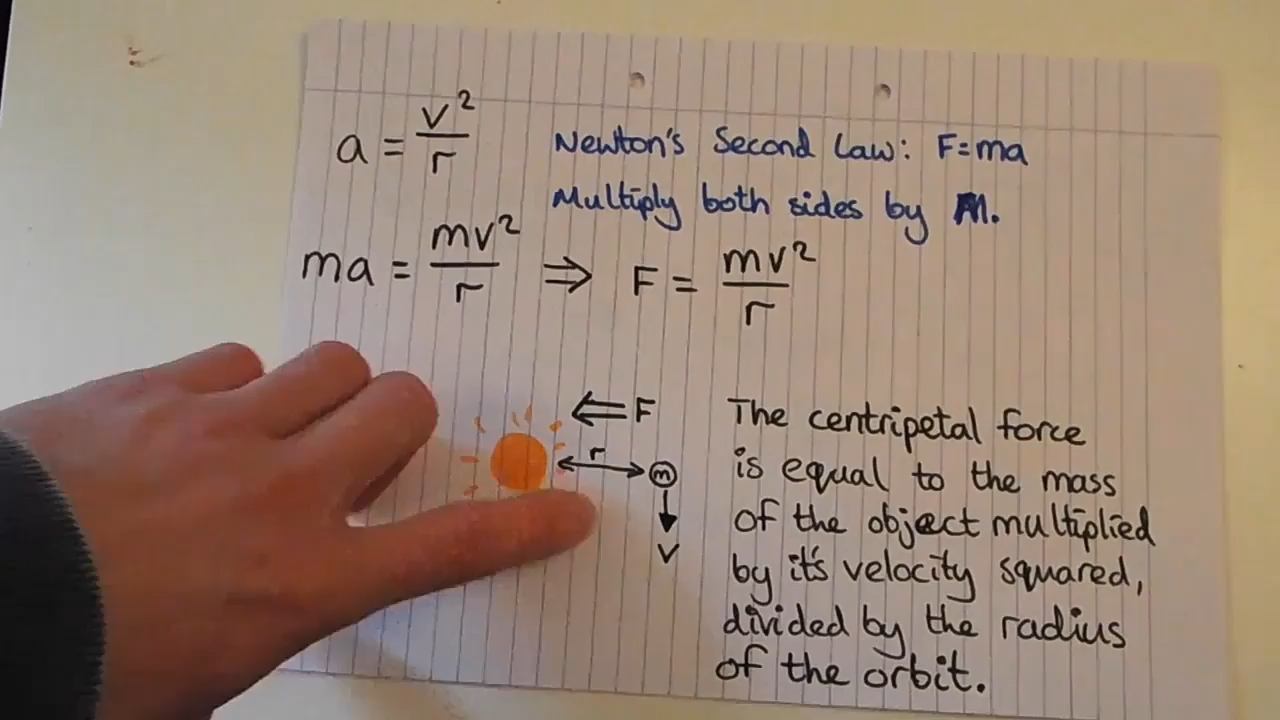 a = v²/r
Newton's Second Law: F=ma
Multiply both sides by M.
ma = mv²/r ⇒ F = mv²/r
⇐ F
r
m
v
The centripetal force
is equal to the mass
of the object multiplied
by it's velocity squared,
divided by the radius
of the orbit.